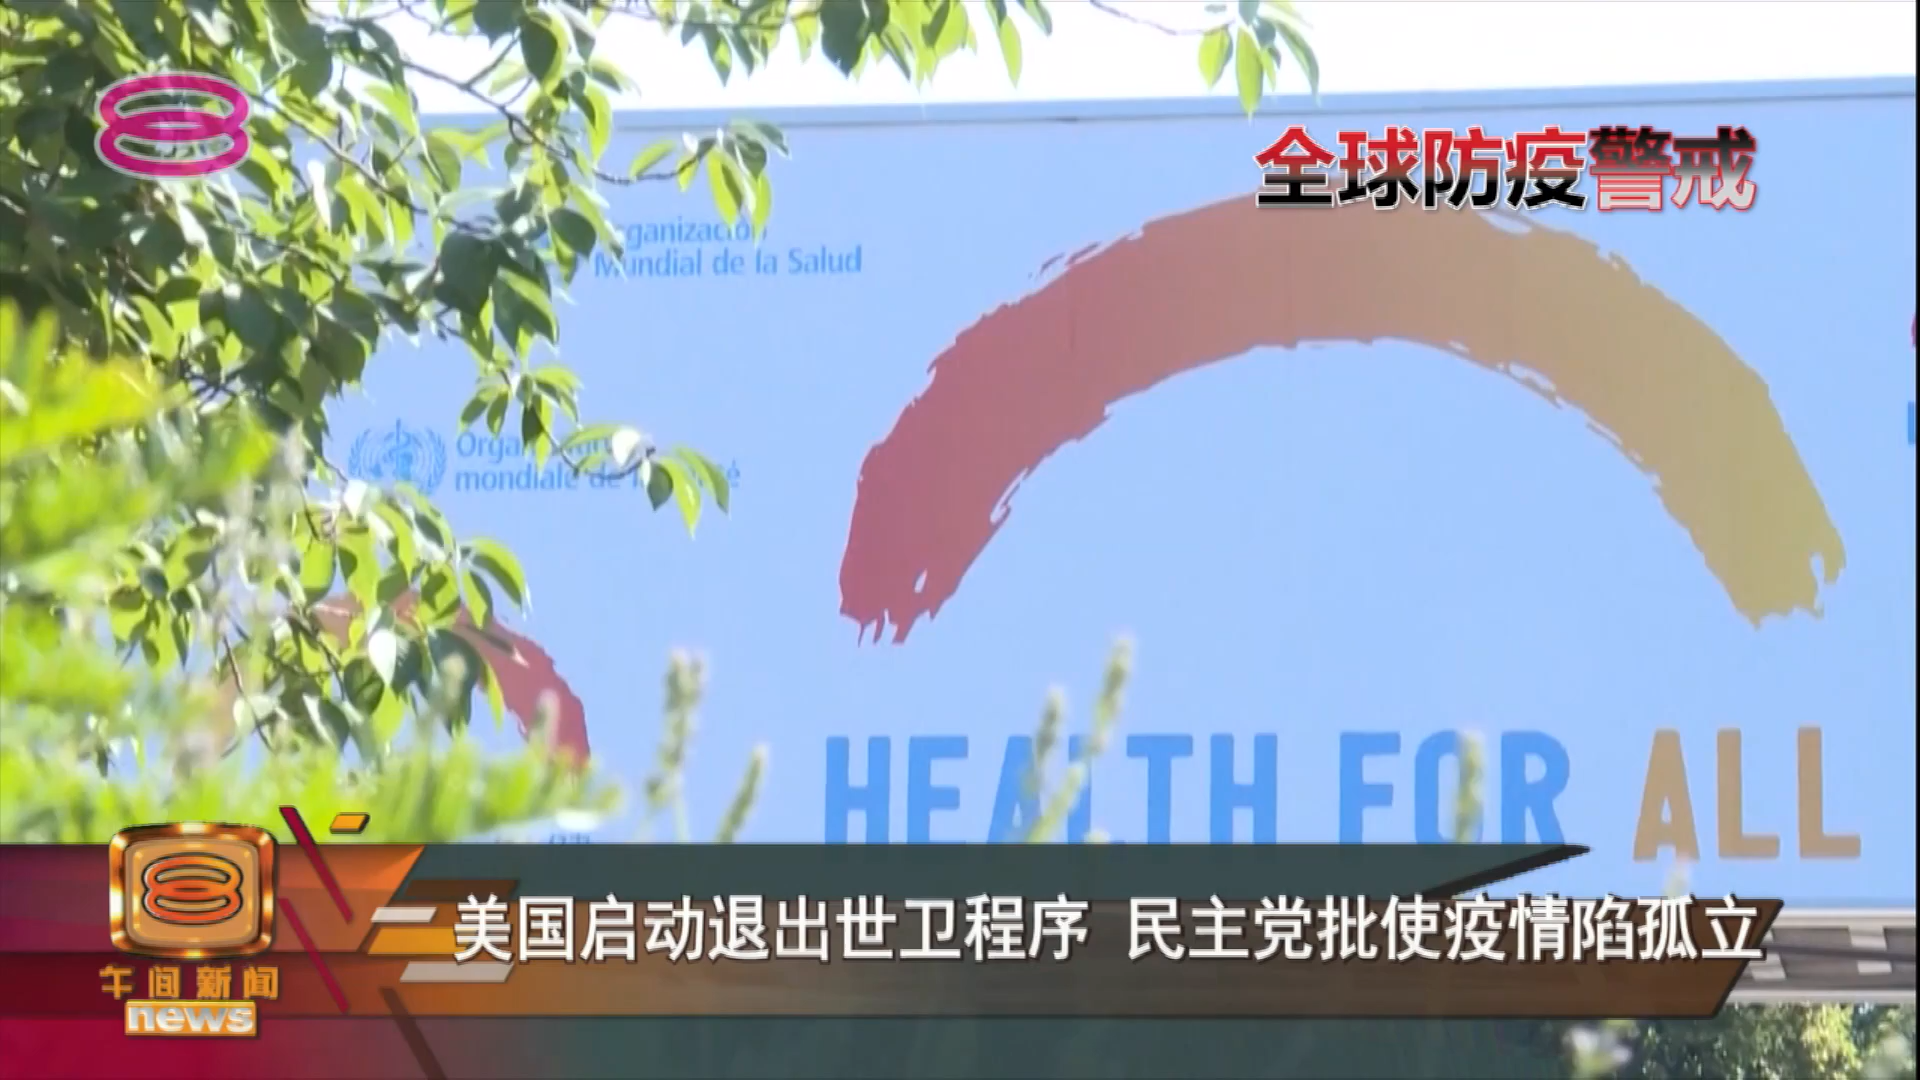 全球防疫警戒
Mundial de la Salud
mondiale de
HEALTH FOR ALL
美国启动退出世卫程序 民主党批使疫情陷孤立
午间新闻
news